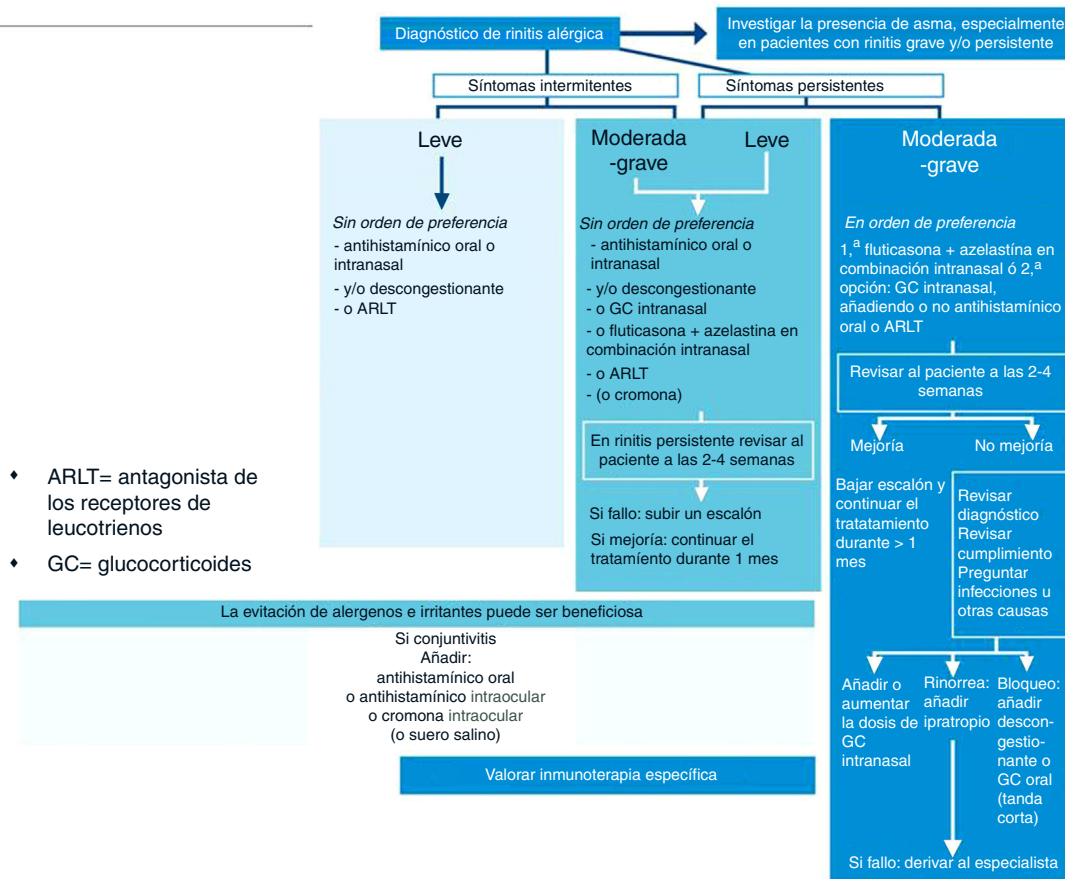 Diagnóstico de rinitis alérgica
Investigar la presencia de asma, especialmente
en pacientes con rinitis grave y/o persistente
Síntomas intermitentes
Síntomas persistentes
Leve
Sin orden de preferencia
- antihistamínico oral o
intranasal
- y/o descongestionante
- o ARLT
Moderada
-grave
Leve
Sin orden de preferencia
- antihistamínico oral o
intranasal
- y/o descongestionante
- o GC intranasal
- o fluticasona + azelastina en
combinación intranasal
- o ARLT
- (o cromona)
En rinitis persistente revisar al
paciente a las 2-4 semanas
Si fallo: subir un escalón
Si mejoría: continuar el
tratamíento durante 1 mes
Moderada
-grave
En orden de preferencia
1,ª fluticasona + azelastína en
combinación intranasal ó 2,ª
opción: GC intranasal,
añadiendo o no antihistamínico
oral o ARLT
Revisar al paciente a las 2-4
semanas
Mejoría
No mejoría
Bajar escalón y
continuar el
tratatamiento
durante > 1
mes
Revisar
diagnóstico
Revisar
cumplimiento
Preguntar
infecciones u
otras causas
Añadir o
aumentar
la dosis de
GC
intranasal
Rinorrea:
añadir
ipratropio
Bloqueo:
añadir
descon-
gestio-
nante o
GC oral
(tanda
corta)
Si fallo: derivar al especialista
♦ ARLT= antagonista de
los receptores de
leucotrienos
♦ GC= glucocorticoides
La evitación de alergenos e irritantes puede ser beneficiosa
Si conjuntivitis
Añadir:
antihistamínico oral
o antihistamínico intraocular
o cromona intraocular
(o suero salino)
Valorar inmunoterapia específica